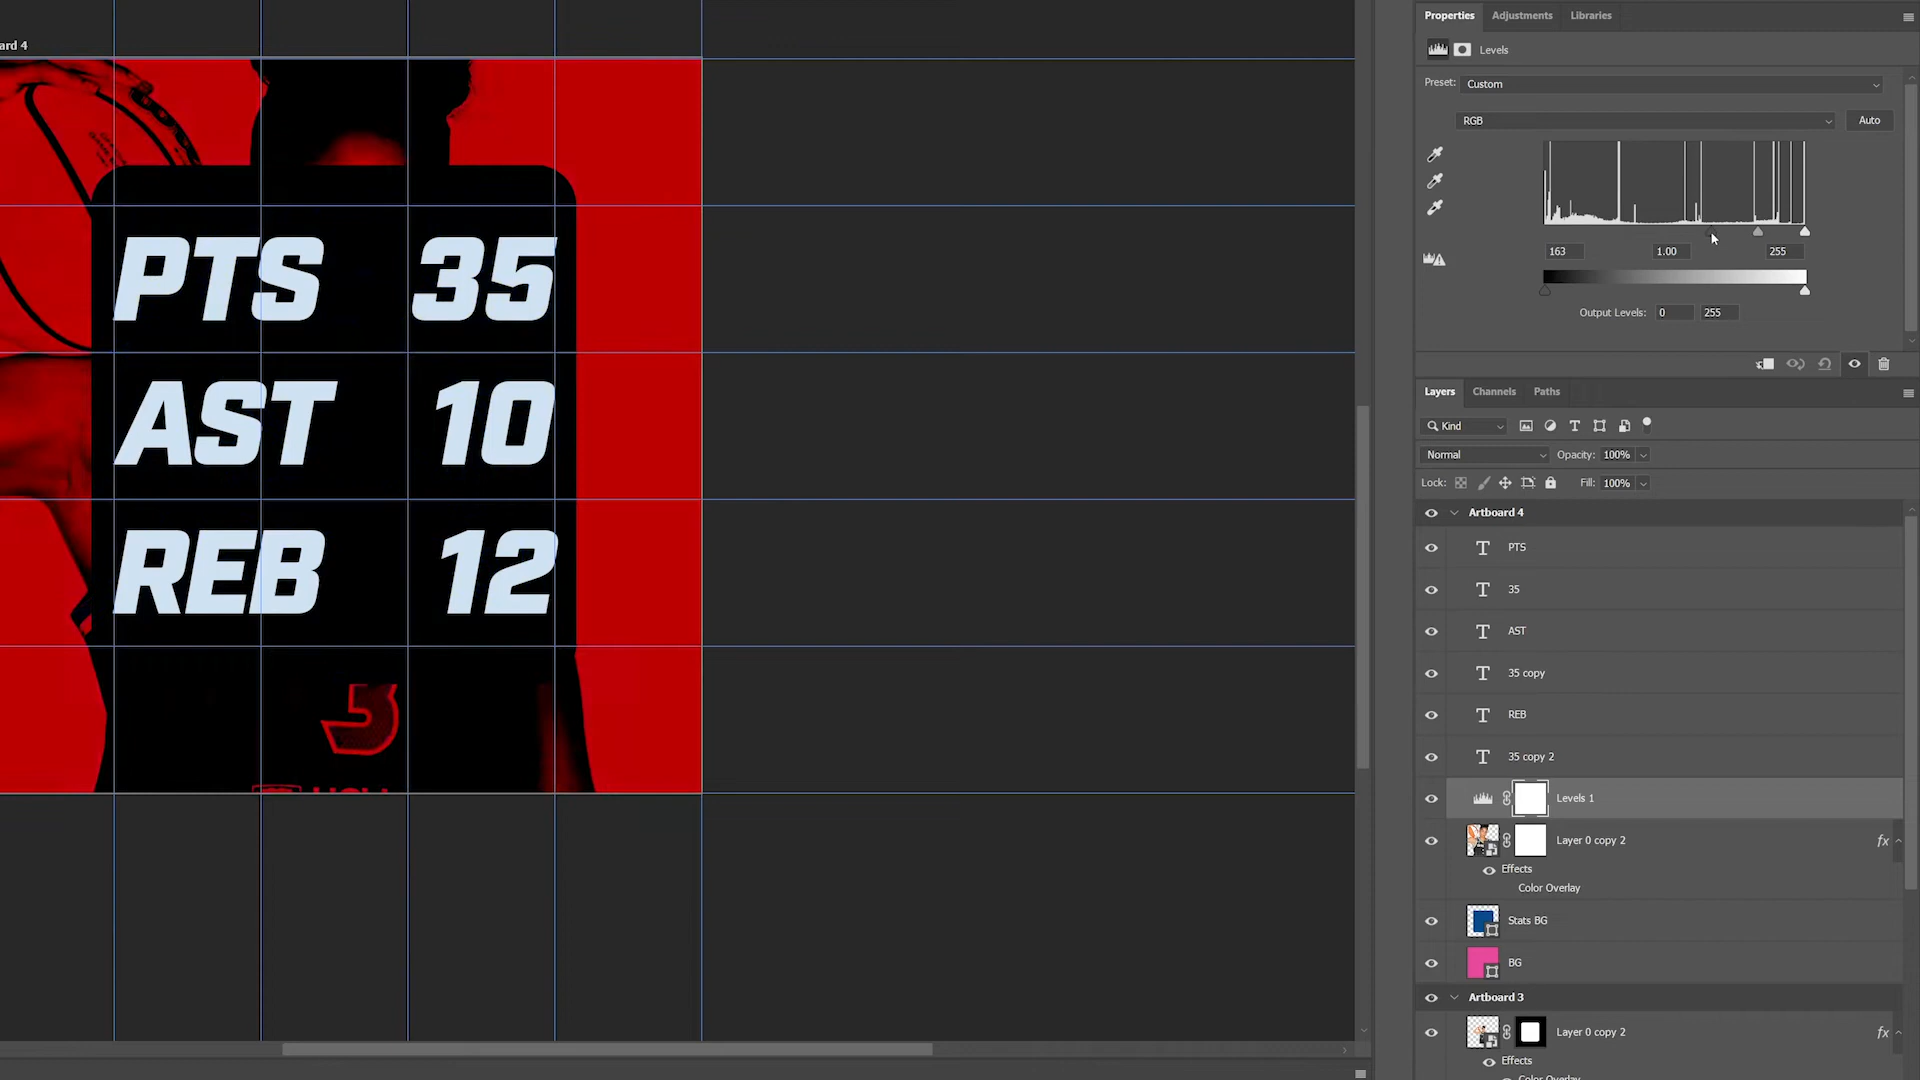 ard 4
PTS 35
AST 10
REB 12
5
Properties Adjustments Libraries
Levels
Preset: Custom
RGB Auto
163 1.00 255
Output Levels: 0 255
Layers Channels Paths
Kind
Normal Opacity: 100%
Lock: Fill: 100%
Artboard 4
PTS
35
AST
35 copy
REB
35 copy 2
Levels 1
Layer 0 copy 2 fx
Effects
Color Overlay
Stats BG
BG
Artboard 3
Layer 0 copy 2 fx
Effects
Color Overlay